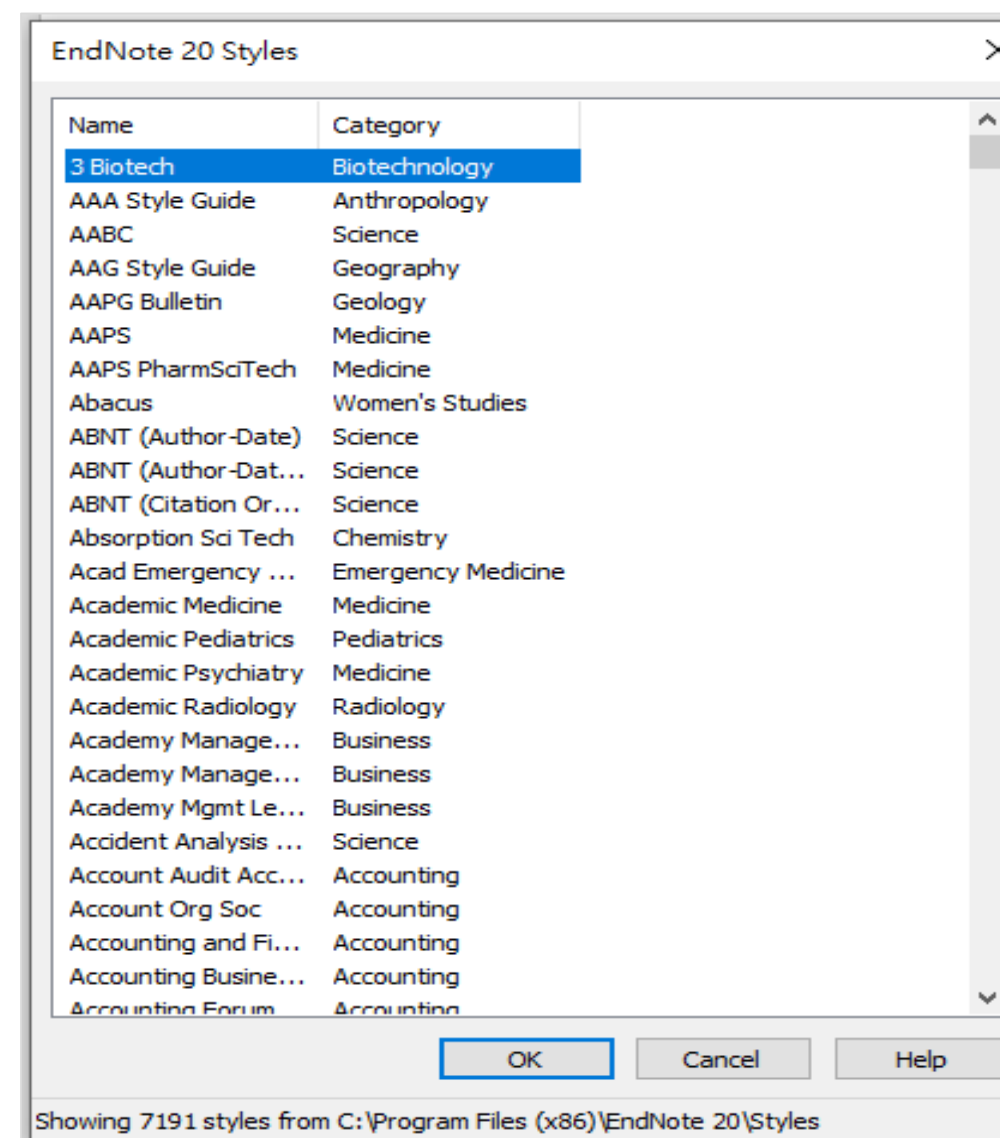 EndNote 20 Styles
Name Category
3 Biotech Biotechnology
AAA Style Guide Anthropology
AABC Science
AAG Style Guide Geography
AAPG Bulletin Geology
AAPS Medicine
AAPS PharmSciTech Medicine
Abacus Women's Studies
ABNT (Author-Date) Science
ABNT (Author-Dat... Science
ABNT (Citation Or... Science
Absorption Sci Tech Chemistry
Acad Emergency ... Emergency Medicine
Academic Medicine Medicine
Academic Pediatrics Pediatrics
Academic Psychiatry Medicine
Academic Radiology Radiology
Academy Manage... Business
Academy Manage... Business
Academy Mgmt Le... Business
Accident Analysis ... Science
Account Audit Acc... Accounting
Account Org Soc Accounting
Accounting and Fi... Accounting
Accounting Busine... Accounting
Accounting Forum Accounting
OK Cancel Help
Showing 7191 styles from C:\Program Files (x86)\EndNote 20\Styles